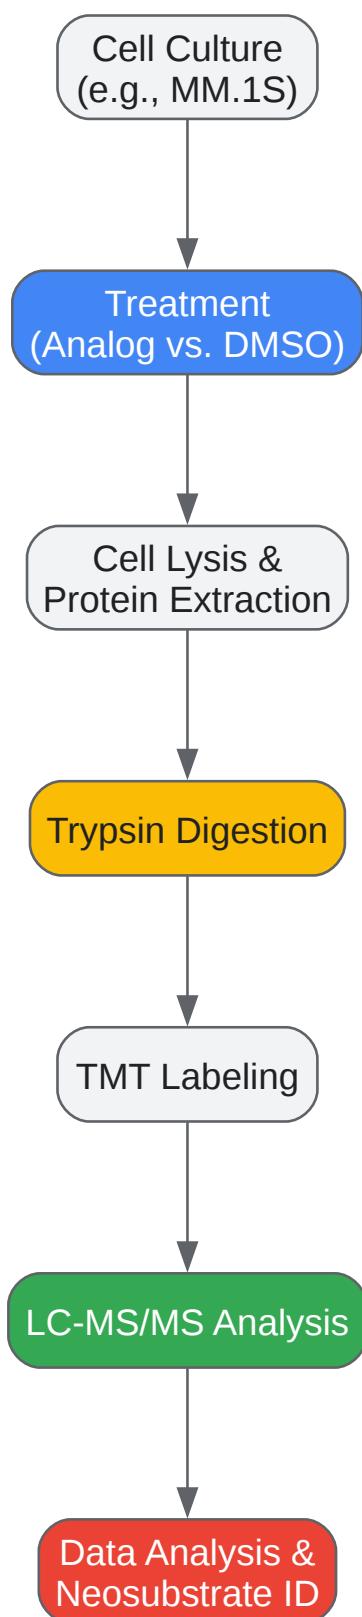 Cell Culture
(e.g., MM.1S)
Treatment
(Analog vs. DMSO)
Cell Lysis &
Protein Extraction
Trypsin Digestion
TMT Labeling
LC-MS/MS Analysis
Data Analysis &
Neosubstrate ID